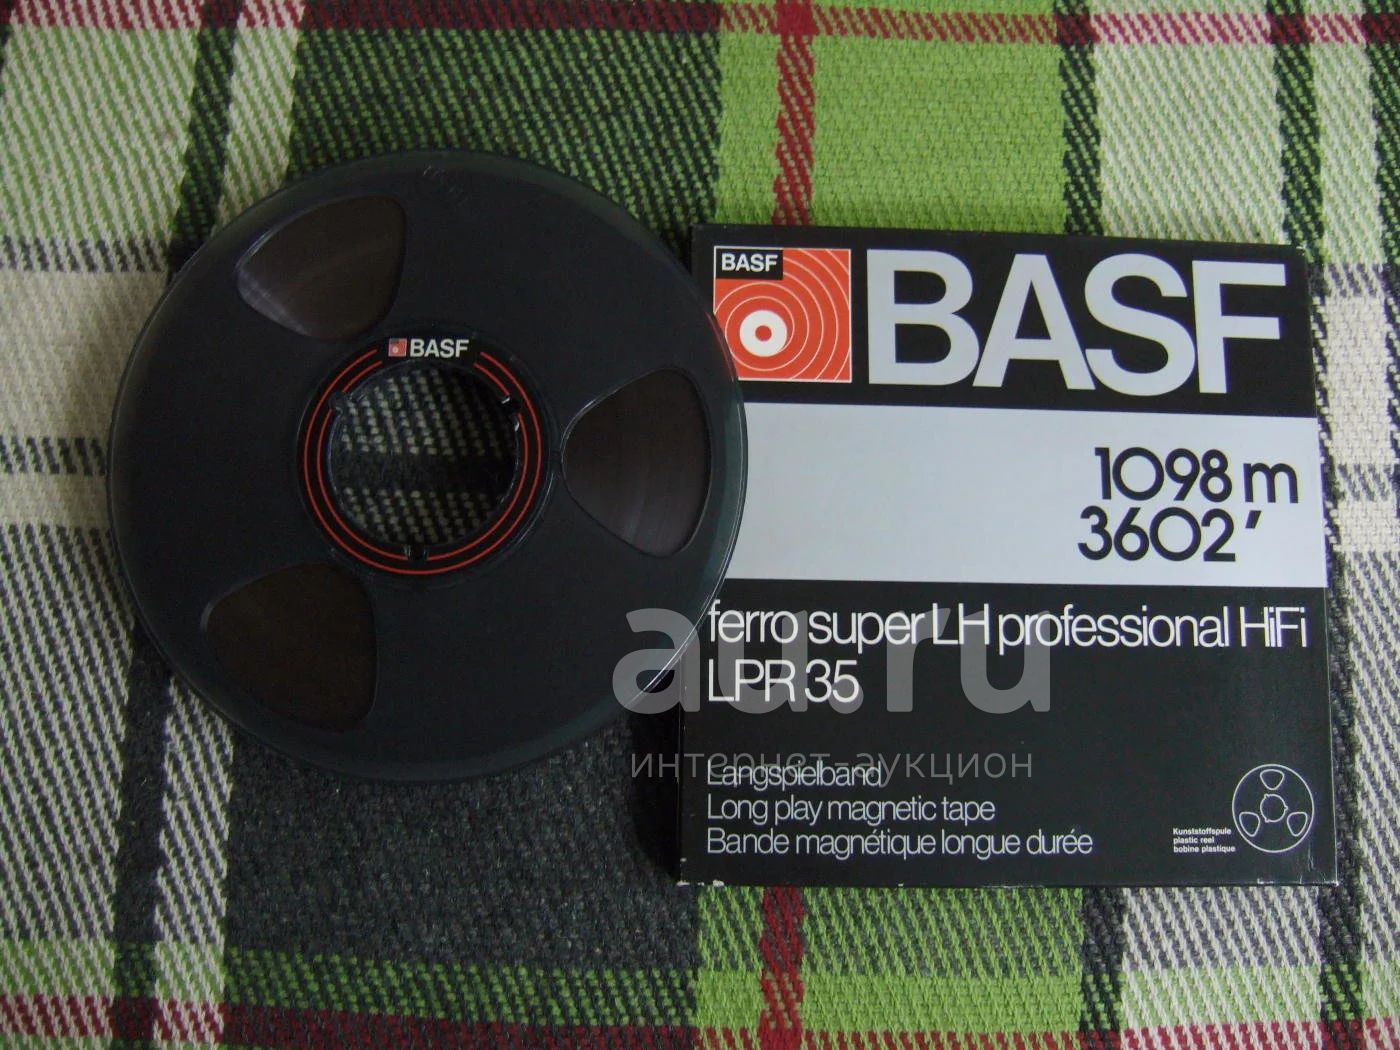 BASF
BASF
BASF
1098 m
3602'
ferro super LH professional HiFi
LPR 35
Langspielband
Long play magnetic tape
Bande magnétique longue durée
Kunststoffspule
plastic reel
bobine plastique
au.ru
интернет-аукцион